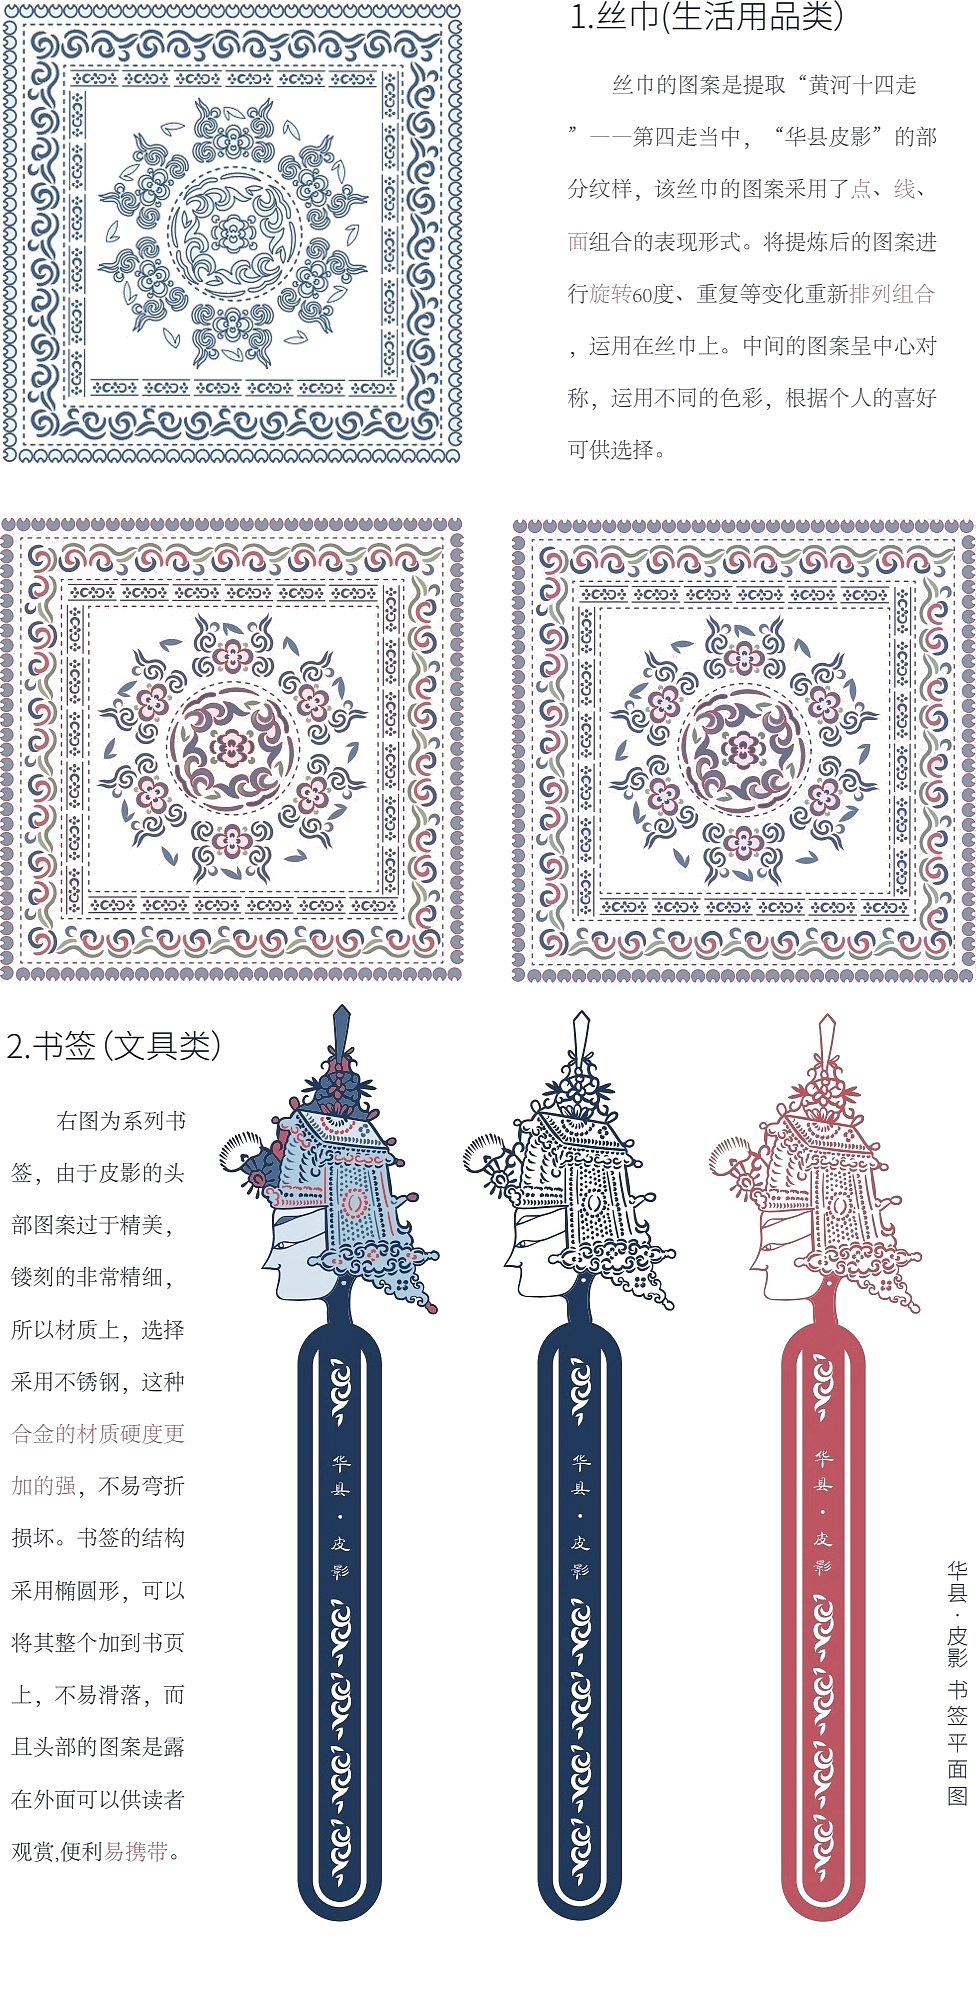 1.丝巾(生活用品类)
丝巾的图案是提取“黄河十四走
”——第四走当中，“华县皮影”的部
分纹样，该丝巾的图案采用了点、线、
面组合的表现形式。将提炼后的图案进
行旋转60度、重复等变化重新排列组合
，运用在丝巾上。中间的图案呈中心对
称，运用不同的色彩，根据个人的喜好
可供选择。
2.书签(文具类)
右图为系列书
签，由于皮影的头
部图案过于精美，
镂刻的非常精细，
所以材质上，选择
采用不锈钢，这种
合金的材质硬度更
加的强，不易弯折
损坏。书签的结构
采用椭圆形，可以
将其整个加到书页
上，不易滑落，而
且头部的图案是露
在外面可以供读者
观赏,便利易携带。
华县·皮影
华县·皮影
华县·皮影
华县·皮影 书签平面图